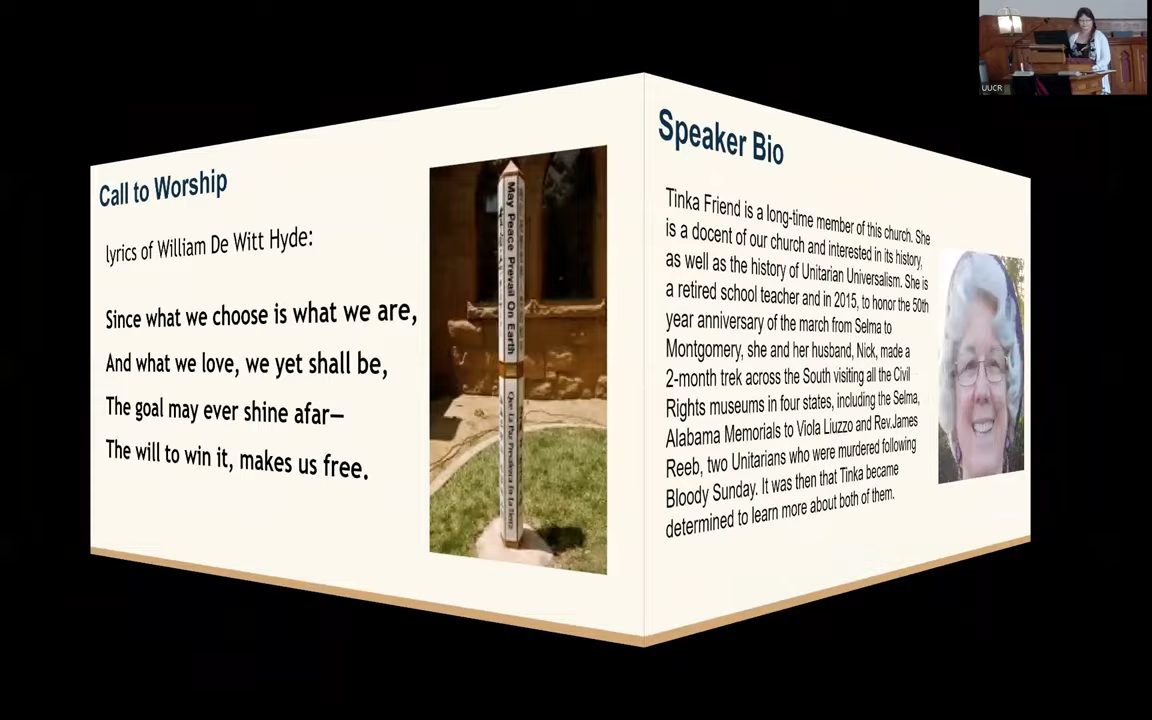 UUCR
Call to Worship
lyrics of William De Witt Hyde:
Since what we choose is what we are,
And what we love, we yet shall be,
The goal may ever shine afar—
The will to win it, makes us free.
May Peace Prevail On Earth
Que La Paz Prevalezca En La Tierra
Speaker Bio
Tinka Friend is a long-time member of this church. She
is a docent of our church and interested in its history,
as well as the history of Unitarian Universalism. She is
a retired school teacher and in 2015, to honor the 50th
year anniversary of the march from Selma to
Montgomery, she and her husband, Nick, made a
2-month trek across the South visiting all the Civil
Rights museums in four states, including the Selma,
Alabama Memorials to Viola Liuzzo and Rev.James
Reeb, two Unitarians who were murdered following
Bloody Sunday. It was then that Tinka became
determined to learn more about both of them.